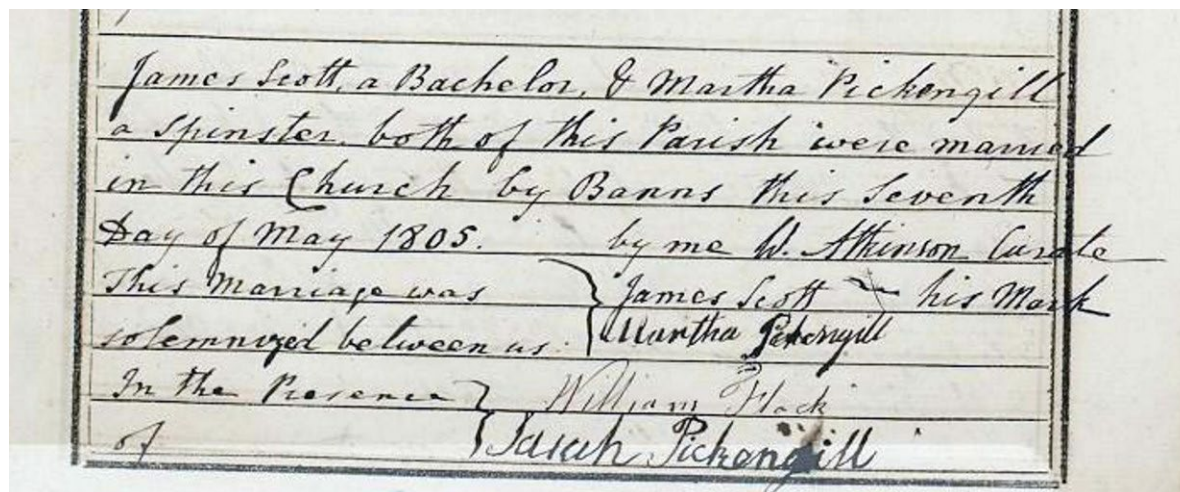 James Scott, a Bachelor, & Martha Pickengill
a Spinster, both of this Parish were married
in this Church by Banns this Seventh
Day of May 1805. by me W. Atkinson Curate
This Marriage was } James Scott his Mark
solemnized between us. Martha Pickengill
In the Presence } William Flack
of Sarah Pickengill